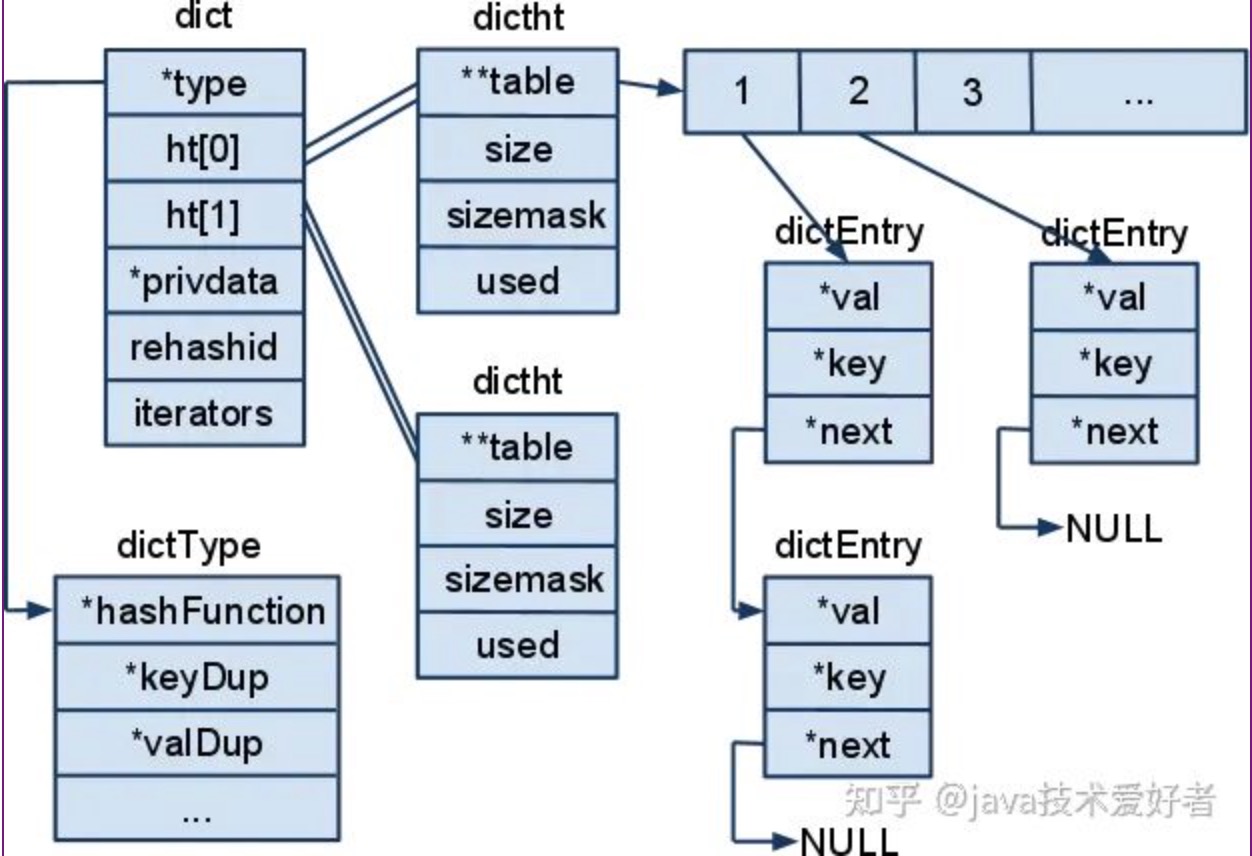 dict
*type
ht[0]
ht[1]
*privdata
rehashid
iterators
dictType
*hashFunction
*keyDup
*valDup
...
dictht
**table
size
sizemask
used
dictht
**table
size
sizemask
used
1 2 3 ...
dictEntry
*val
*key
*next
dictEntry
*val
*key
*next
NULL
dictEntry
*val
*key
*next
NULL
知乎 @java技术爱好者